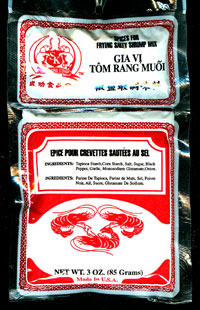 SPICES FOR
FRYING SALTY SHRIMP MIX
GIA VỊ
TÔM RANG MUỐI
EPICE POUR CREVETTES SAUTÉES AU SEL
INGREDIENTS: Tapioca Starch, Corn Starch, Salt, Sugar, Black
Pepper, Garlic, Monosodium Glutamate, Onion.
INGREDIENTS: Farine De Tapioca, Farine de Maïs, Sel, Poivre
Noir, Ail, Sucre, Glutamate De Sodium.
NET WT. 3 OZ. (85 Grams)
Made In U.S.A.